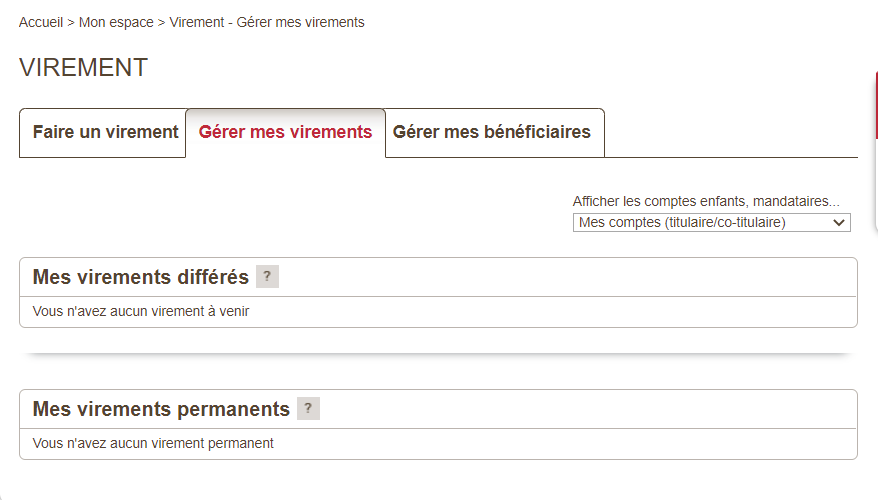 Accueil > Mon espace > Virement - Gérer mes virements
VIREMENT
Faire un virement Gérer mes virements Gérer mes bénéficiaires
Afficher les comptes enfants, mandataires...
Mes comptes (titulaire/co-titulaire)
Mes virements différés ?
Vous n'avez aucun virement à venir
Mes virements permanents ?
Vous n'avez aucun virement permanent